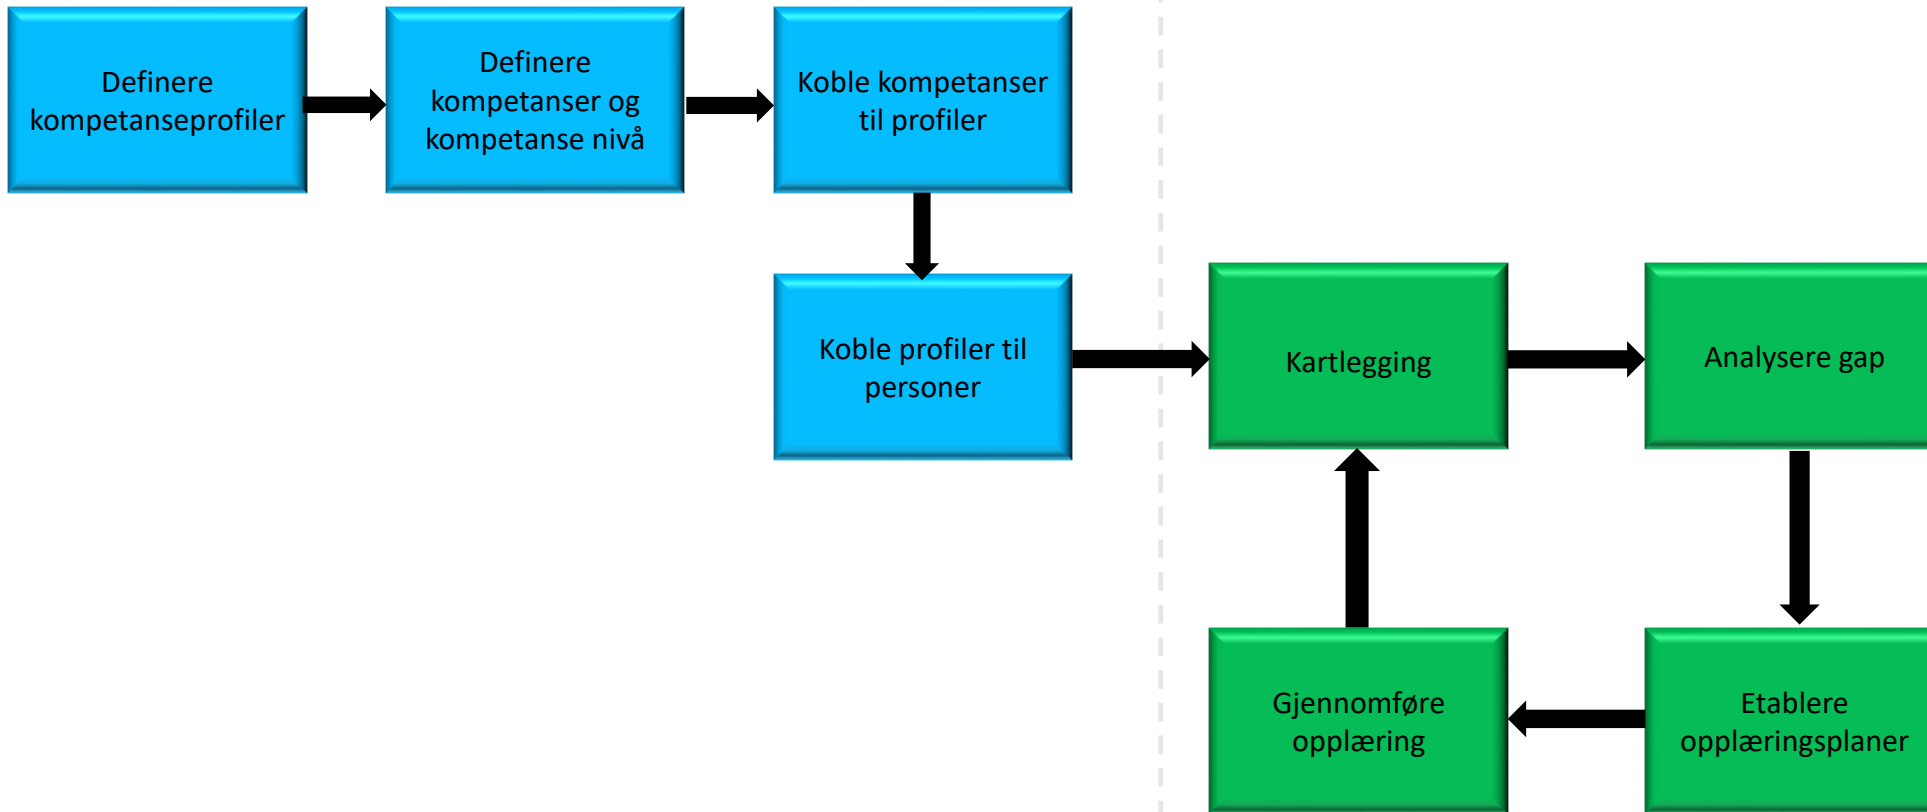 Definere
kompetanseprofiler
Definere
kompetanser og
kompetanse nivå
Koble kompetanser
til profiler
Koble profiler til
personer
Kartlegging
Analysere gap
Gjennomføre
opplæring
Etablere
opplæringsplaner